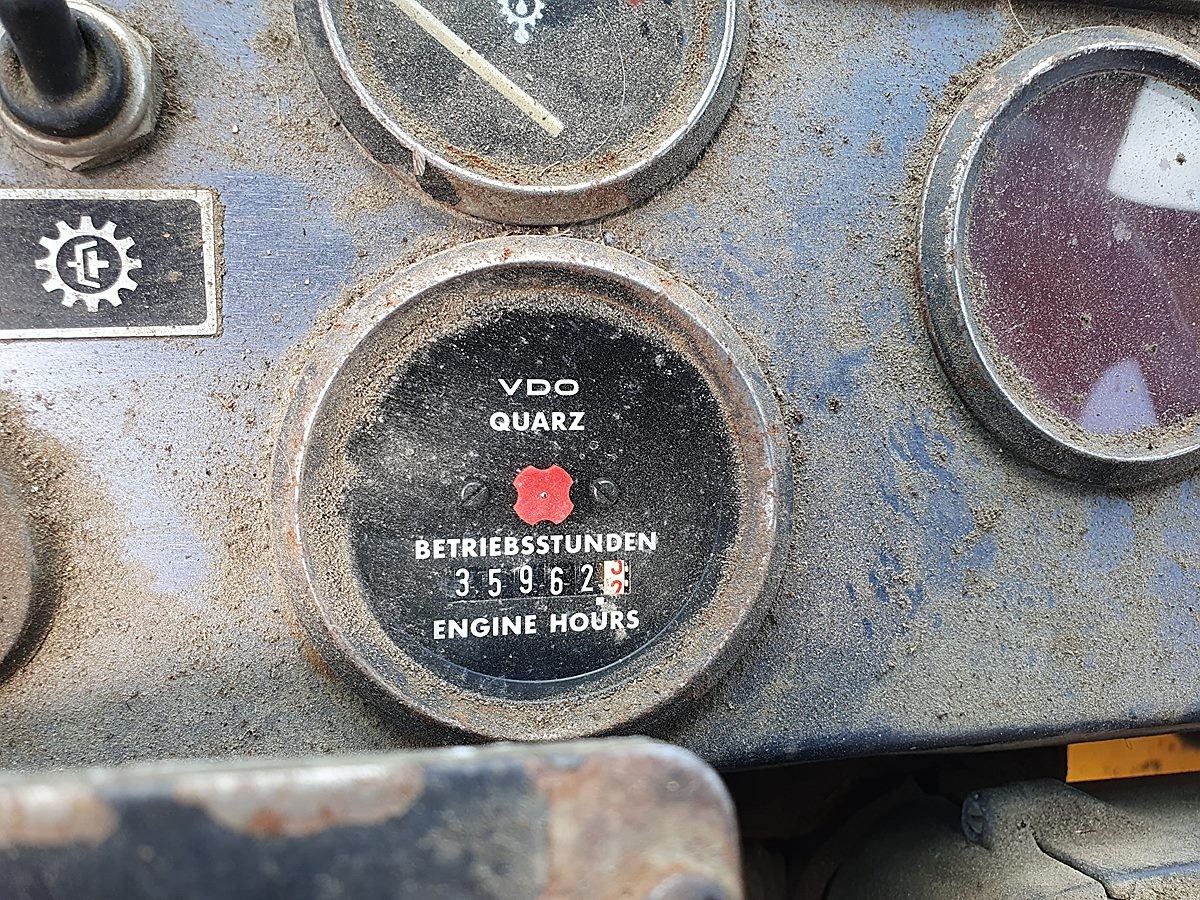 VDO
QUARZ
BETRIEBSSTUNDEN
35962
ENGINE HOURS